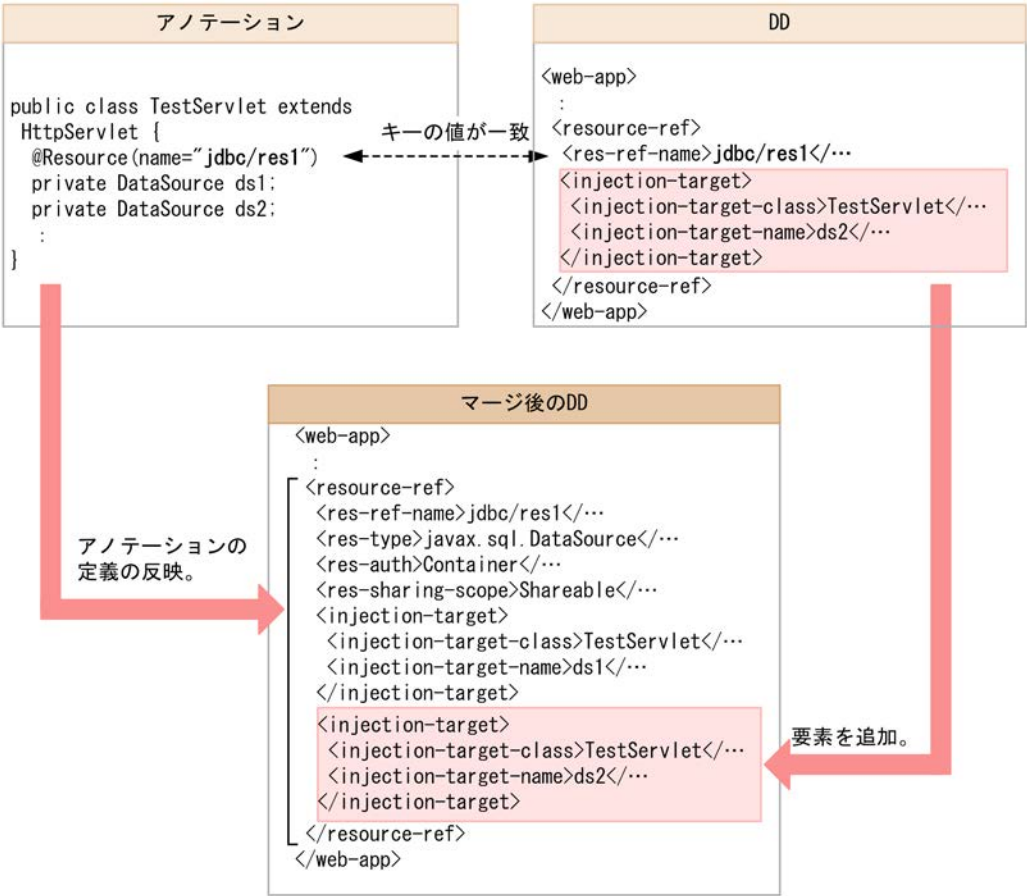 アノテーション
public class TestServlet extends
HttpServlet {
@Resource(name="jdbc/res1")
private DataSource ds1;
private DataSource ds2;
:
}
キーの値が一致
DD
<web-app>
:
<resource-ref>
<res-ref-name>jdbc/res1</…
<injection-target>
<injection-target-class>TestServlet</…
<injection-target-name>ds2</…
</injection-target>
</resource-ref>
</web-app>
アノテーションの
定義の反映。
マージ後のDD
<web-app>
:
<resource-ref>
<res-ref-name>jdbc/res1</…
<res-type>javax.sql.DataSource</…
<res-auth>Container</…
<res-sharing-scope>Shareable</…
<injection-target>
<injection-target-class>TestServlet</…
<injection-target-name>ds1</…
</injection-target>
<injection-target>
<injection-target-class>TestServlet</…
<injection-target-name>ds2</…
</injection-target>
</resource-ref>
</web-app>
要素を追加。